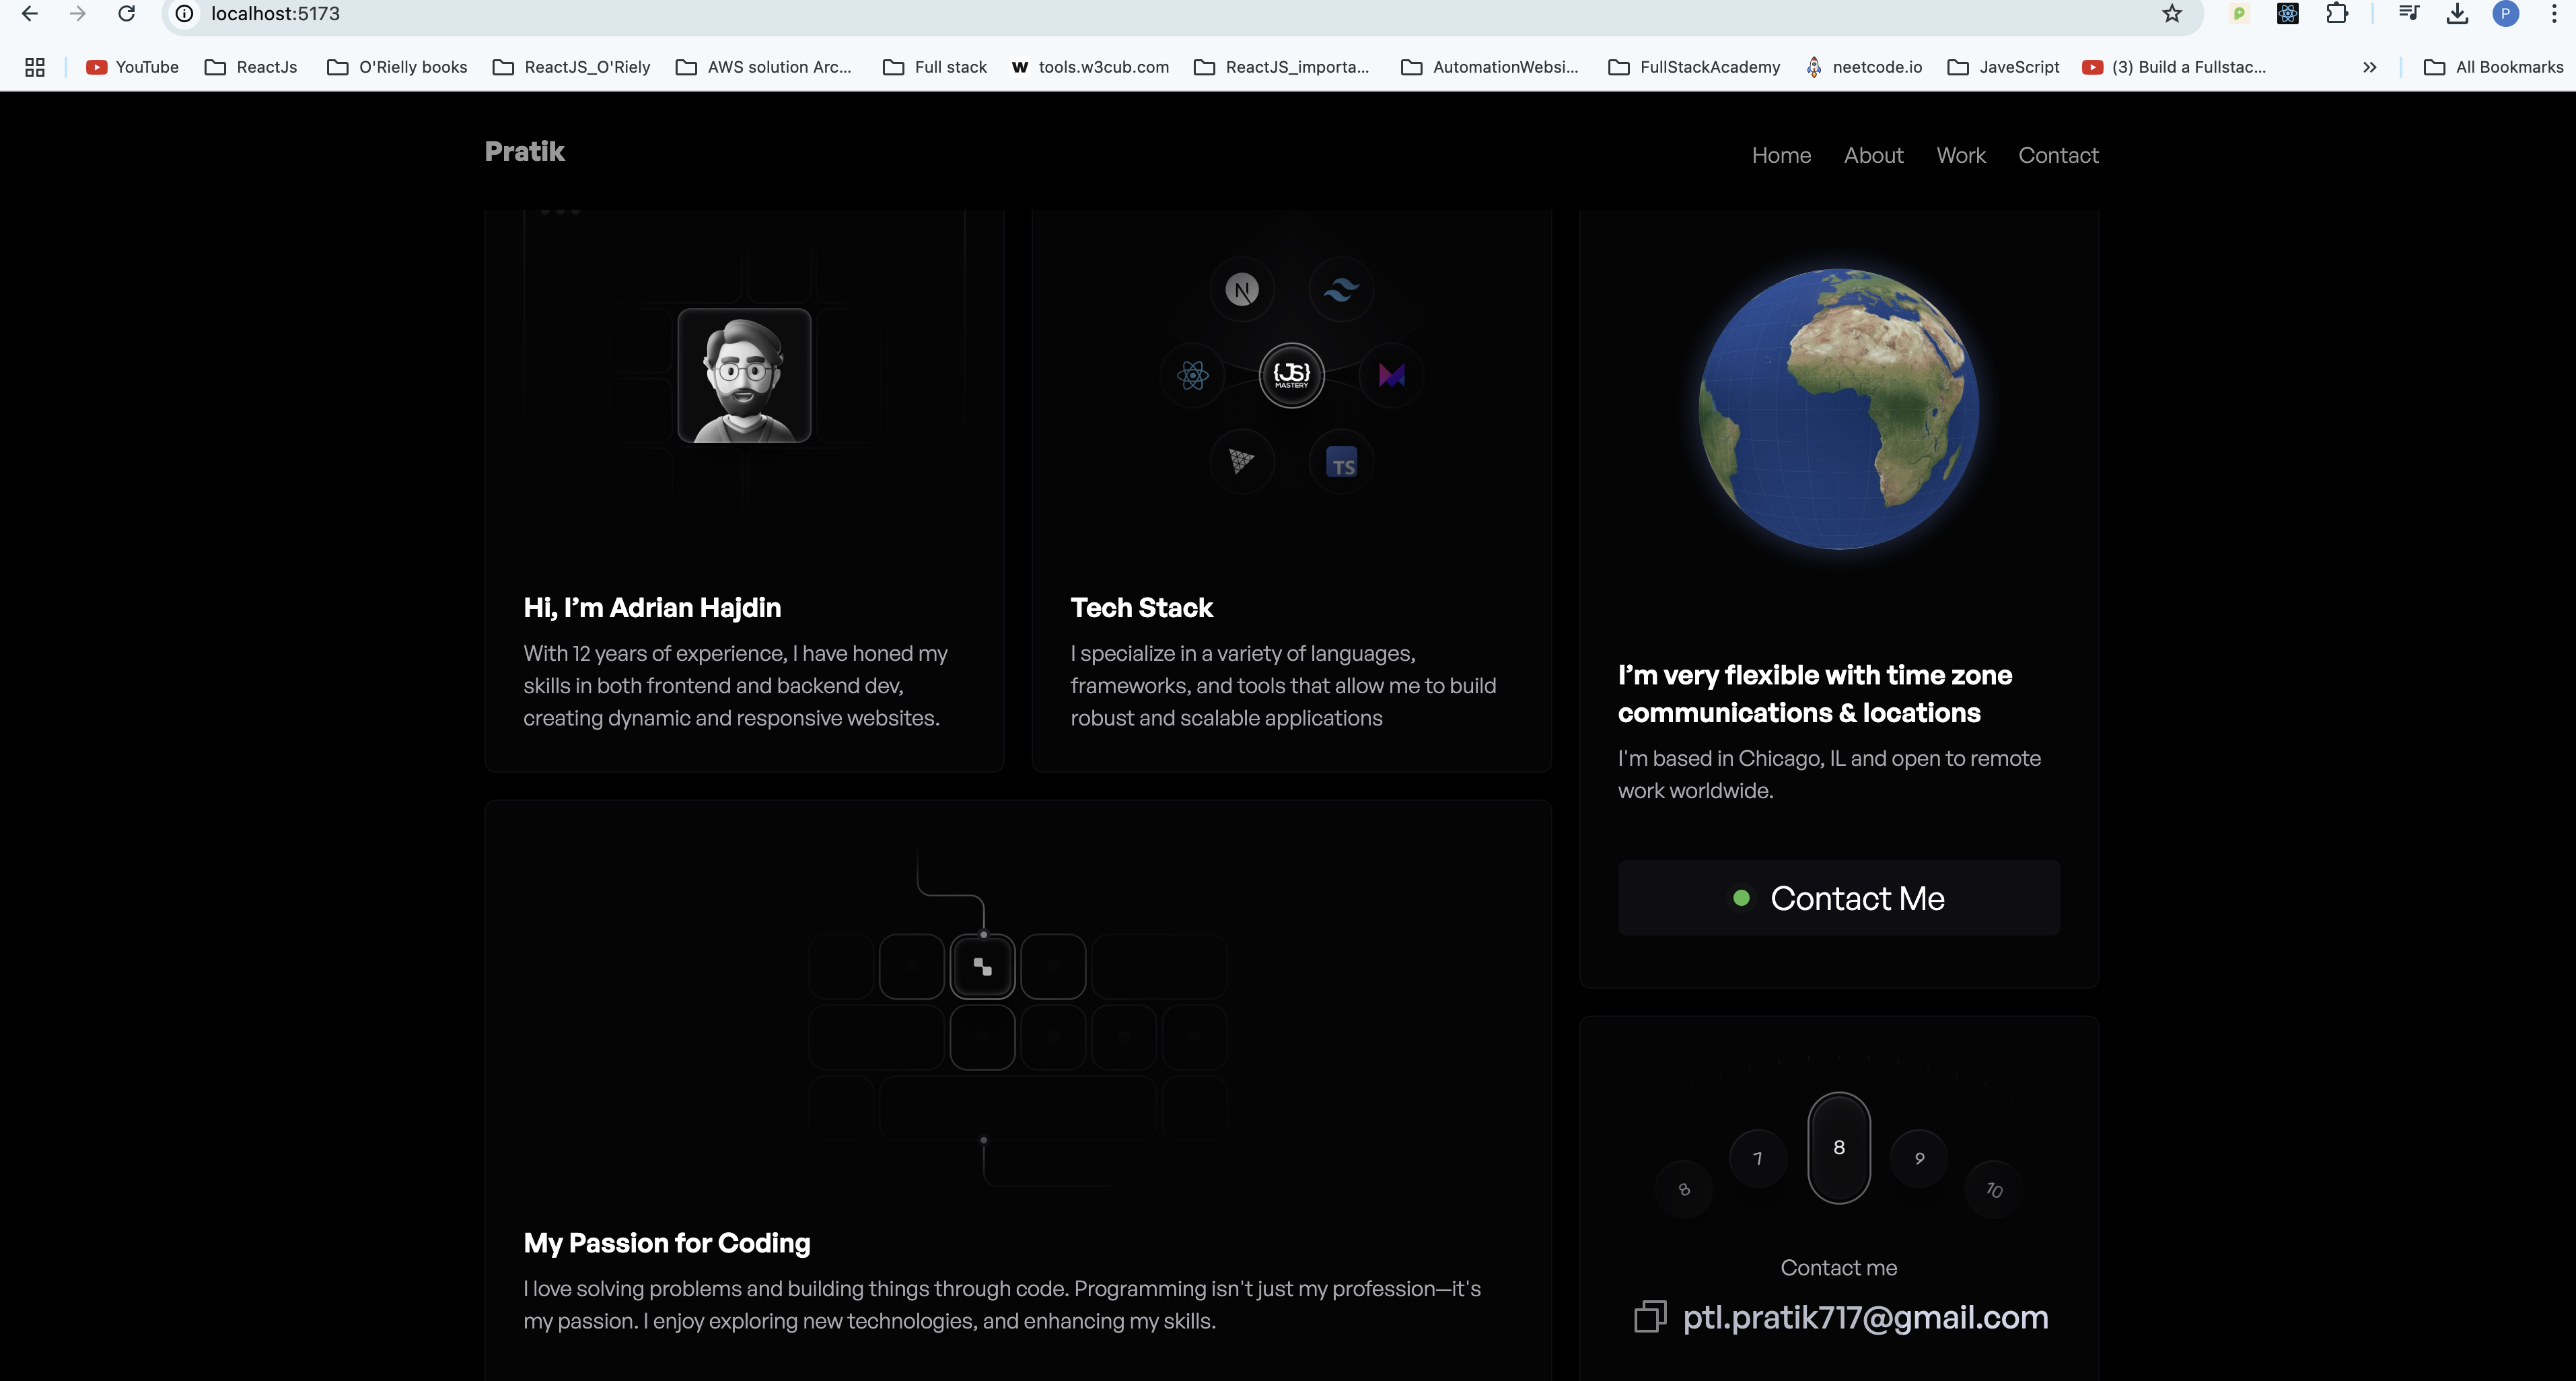 localhost:5173
YouTube
ReactJs
O'Rielly books
ReactJS_O'Riely
AWS solution Arc...
Full stack
W
tools.w3cub.com
ReactJS_importa...
AutomationWebsi...
FullStackAcademy
neetcode.io
JaveScript
(3) Build a Fullstac...
All Bookmarks
P
Pratik
Home
About
Work
Contact
N
{JS}
MASTERY
TS
Hi, I’m Adrian Hajdin
With 12 years of experience, I have honed my
skills in both frontend and backend dev,
creating dynamic and responsive websites.
Tech Stack
I specialize in a variety of languages,
frameworks, and tools that allow me to build
robust and scalable applications
I’m very flexible with time zone
communications & locations
I'm based in Chicago, IL and open to remote
work worldwide.
Contact Me
My Passion for Coding
I love solving problems and building things through code. Programming isn't just my profession—it's
my passion. I enjoy exploring new technologies, and enhancing my skills.
8
7
8
9
10
Contact me
ptl.pratik717@gmail.com